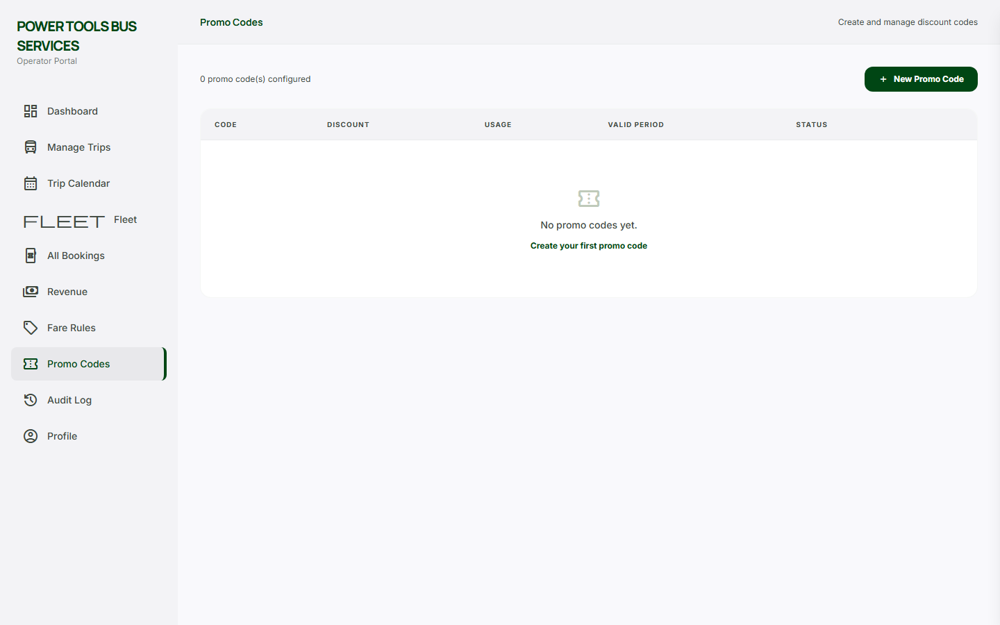 POWER TOOLS BUS
SERVICES
Operator Portal
Dashboard
Manage Trips
Trip Calendar
FLEET Fleet
All Bookings
Revenue
Fare Rules
Promo Codes
Audit Log
Profile
Promo Codes
Create and manage discount codes
0 promo code(s) configured
+ New Promo Code
CODE DISCOUNT USAGE VALID PERIOD STATUS
No promo codes yet.
Create your first promo code